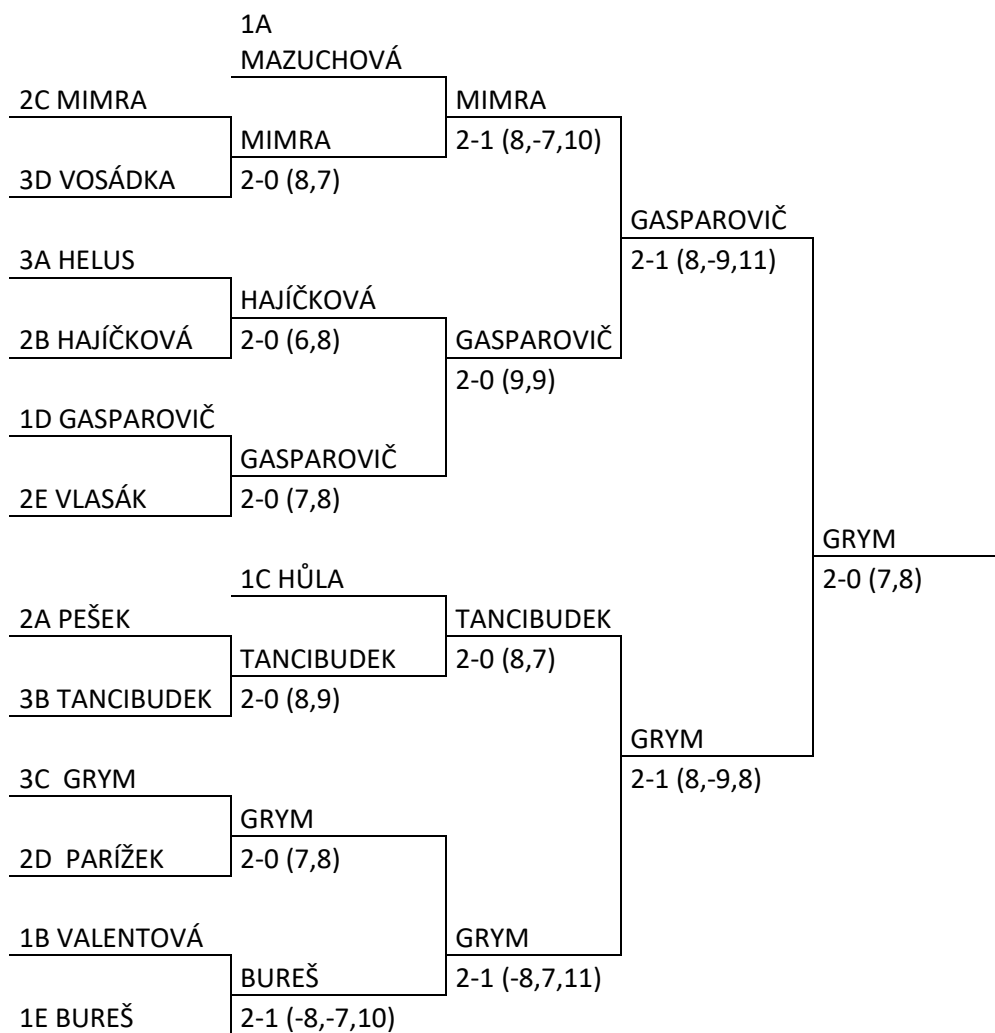 1A
MAZUCHOVÁ
2C MIMRA
MIMRA
MIMRA
2-1 (8,-7,10)
3D VOSÁDKA
2-0 (8,7)
GASPAROVIČ
3A HELUS
2-1 (8,-9,11)
HAJÍČKOVÁ
2B HAJÍČKOVÁ
2-0 (6,8)
GASPAROVIČ
2-0 (9,9)
1D GASPAROVIČ
GASPAROVIČ
2E VLASÁK
2-0 (7,8)
GRYM
1C HŮLA
2-0 (7,8)
2A PEŠEK
TANCIBUDEK
TANCIBUDEK
2-0 (8,7)
3B TANCIBUDEK
2-0 (8,9)
GRYM
3C  GRYM
2-1 (8,-9,8)
GRYM
2D  PARÍŽEK
2-0 (7,8)
1B VALENTOVÁ
GRYM
BUREŠ
2-1 (-8,7,11)
1E BUREŠ
2-1 (-8,-7,10)